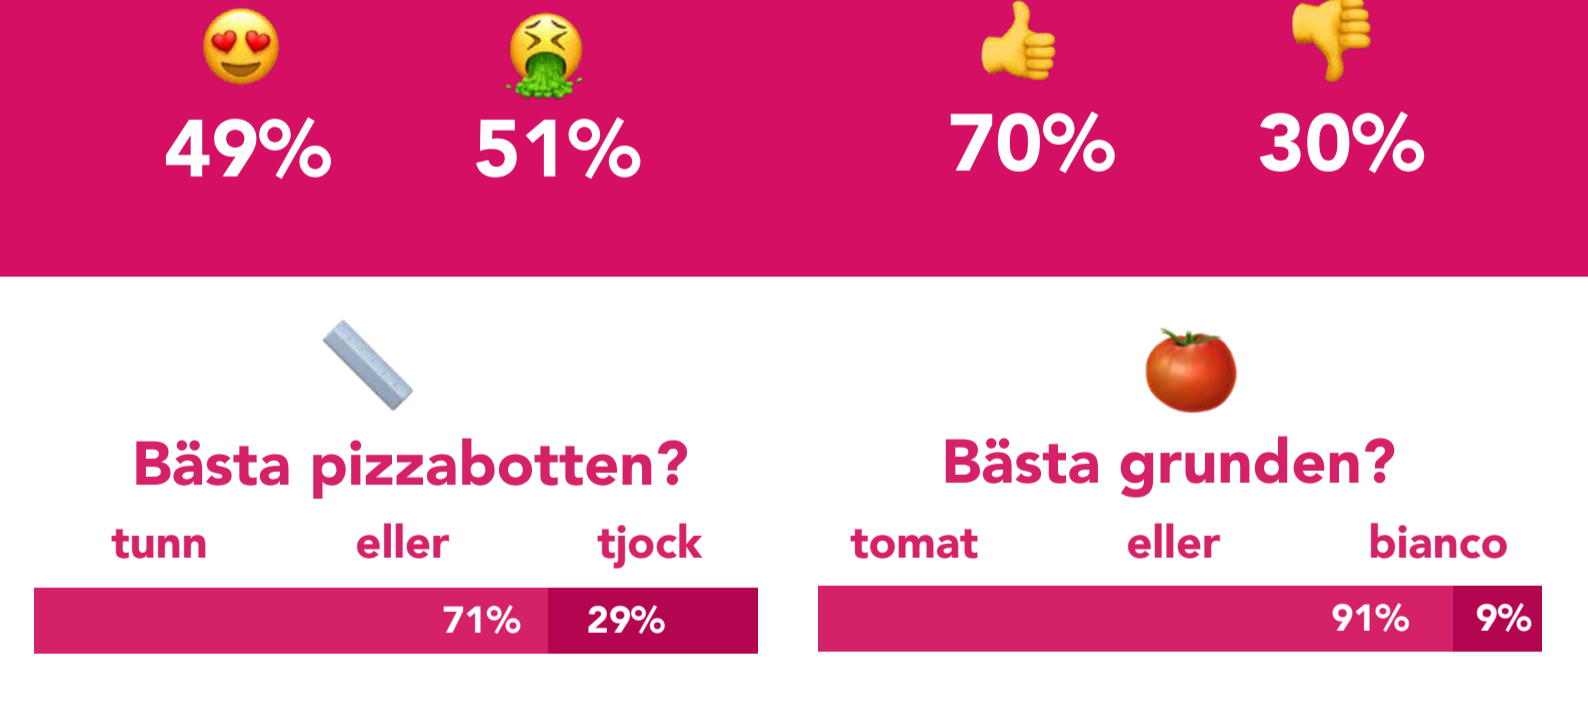 49% 51%
70% 30%
Bästa pizzabotten?
tunn eller tjock
71% 29%
Bästa grunden?
tomat eller bianco
91% 9%